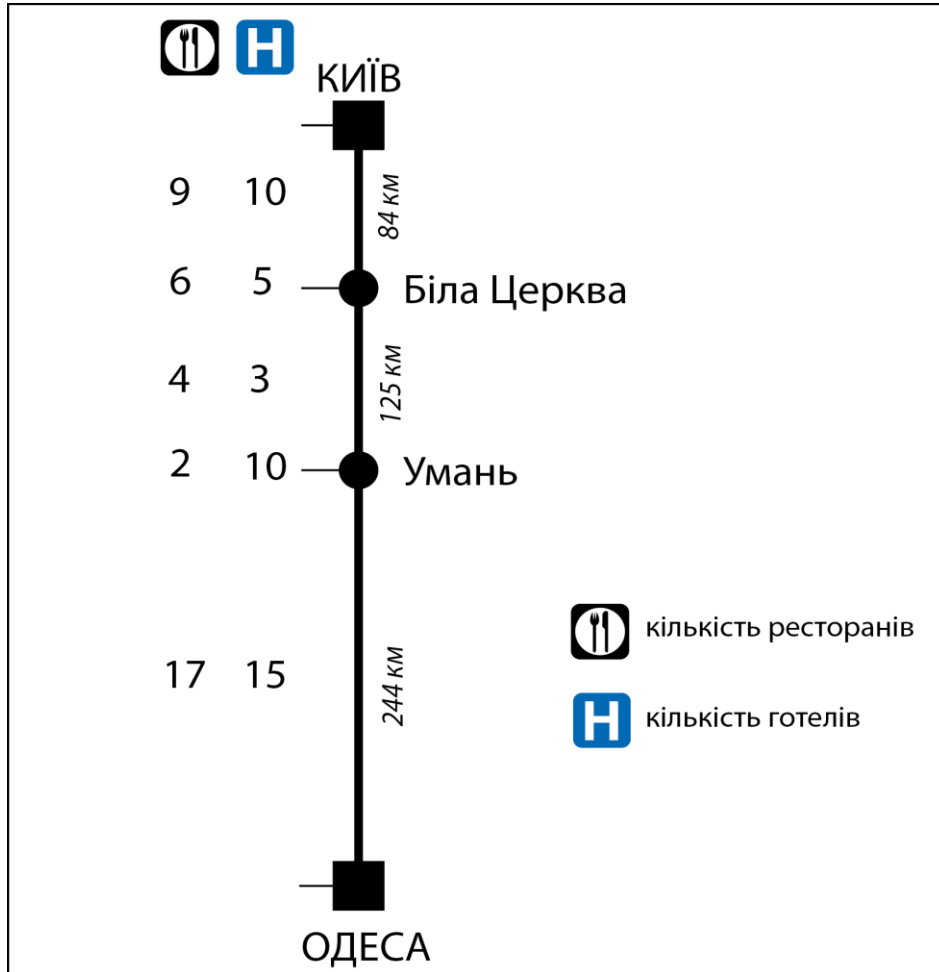 H
КИЇВ
84 км
9 10
6 5 Біла Церква
125 км
4 3
2 10 Умань
кількість ресторанів
244 км
17 15
H кількість готелів
ОДЕСА